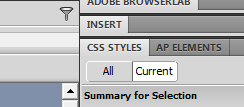 ADOBE BROWSERLAB
INSERT
CSS STYLES AP ELEMENTS
All Current
Summary for Selection